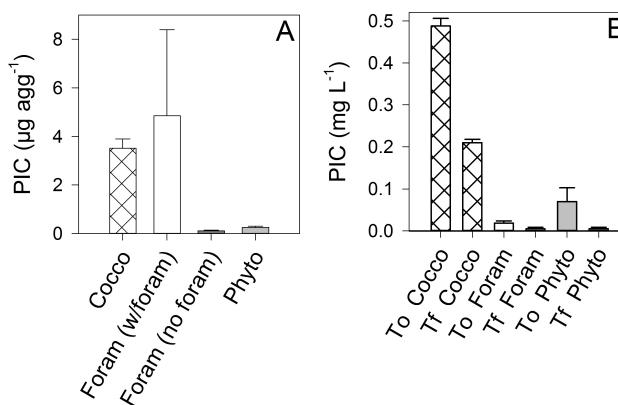 A
PIC (µg agg⁻¹)
8
6
4
2
0
Cocco
Foram (w/foram)
Foram (no foram)
Phyto
PIC (mg L⁻¹)
0.5
0.4
0.3
0.2
0.1
0.0
To Cocco
Tf Cocco
To Foram
Tf Foram
To Phyto
Tf Phyto